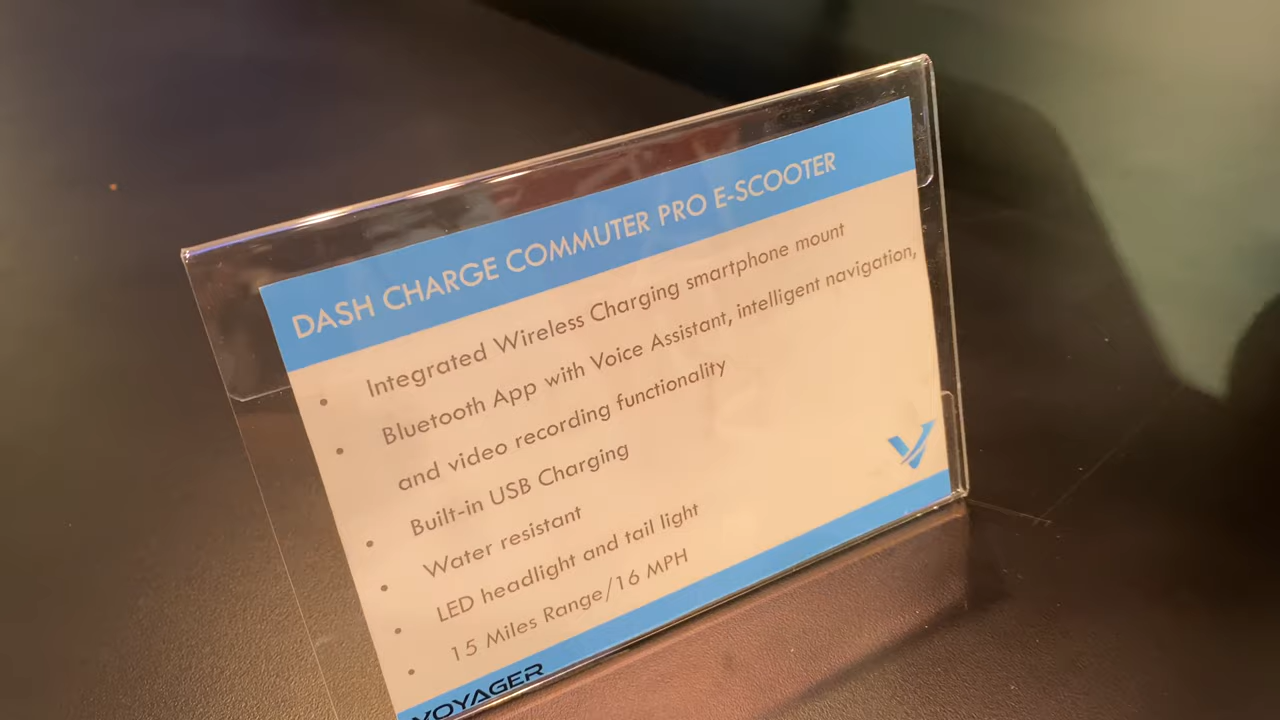 DASH CHARGE COMMUTER PRO E-SCOOTER
• Integrated Wireless Charging smartphone mount
• Bluetooth App with Voice Assistant, intelligent navigation,
and video recording functionality
• Built-in USB Charging
• Water resistant
• LED headlight and tail light
• 15 Miles Range/16 MPH
VOYAGER